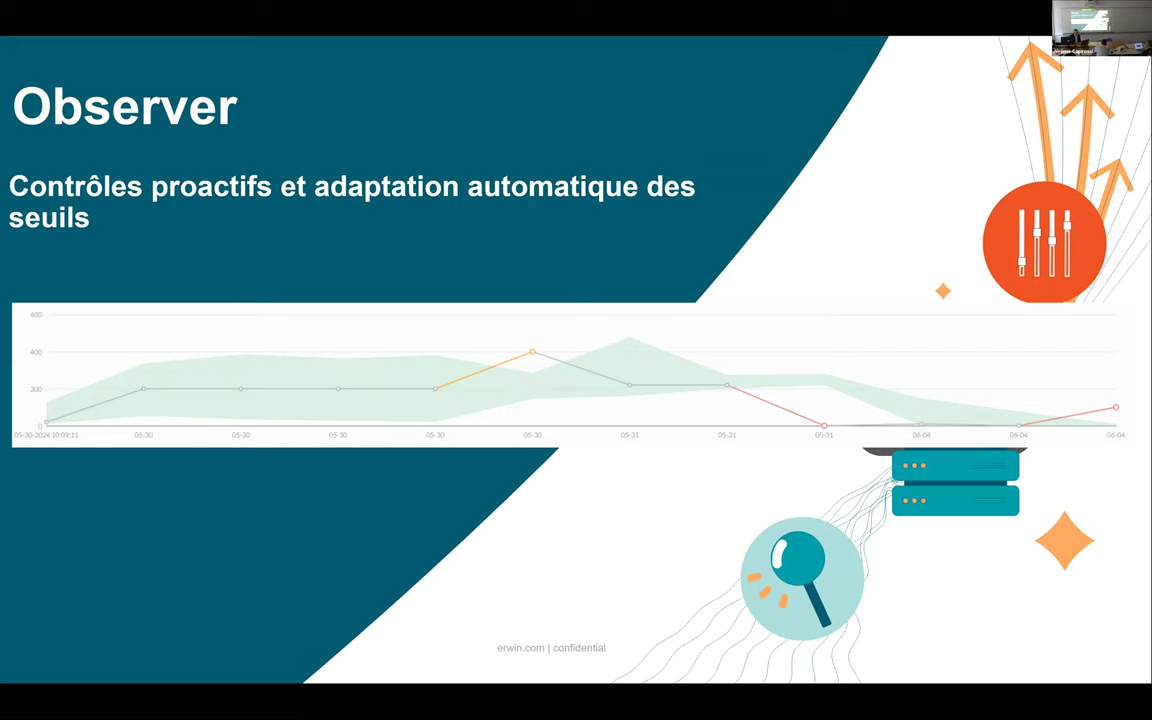 Observer
Contrôles proactifs et adaptation automatique des
seuils
600
400
200
0
05-30-2024 10:09:11 05-30 05-30 05-30 05-30 05-30 05-31 05-31 05-31 06-04 06-04 06-04
erwin.com | confidential